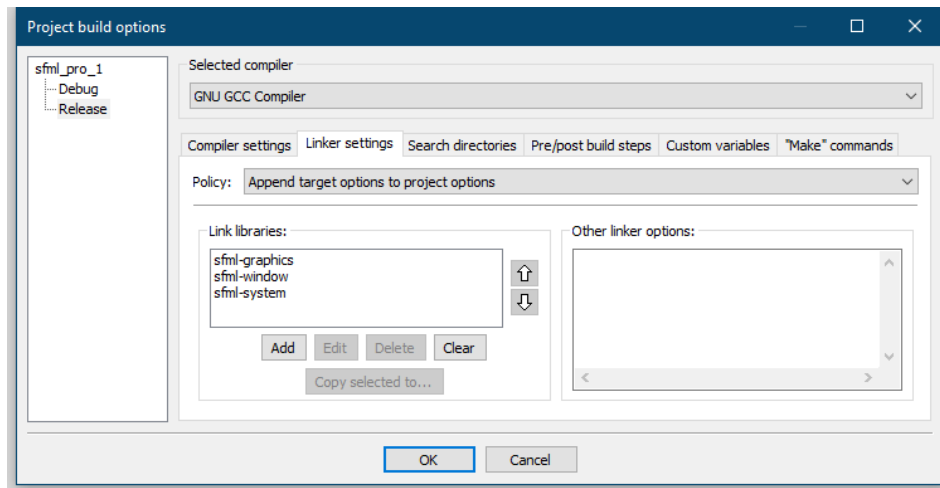 Project build options
sfml_pro_1
Debug
Release
Selected compiler
GNU GCC Compiler
Compiler settings Linker settings Search directories Pre/post build steps Custom variables "Make" commands
Policy: Append target options to project options
Link libraries:
sfml-graphics
sfml-window
sfml-system
Add Edit Delete Clear
Copy selected to...
Other linker options:
OK Cancel